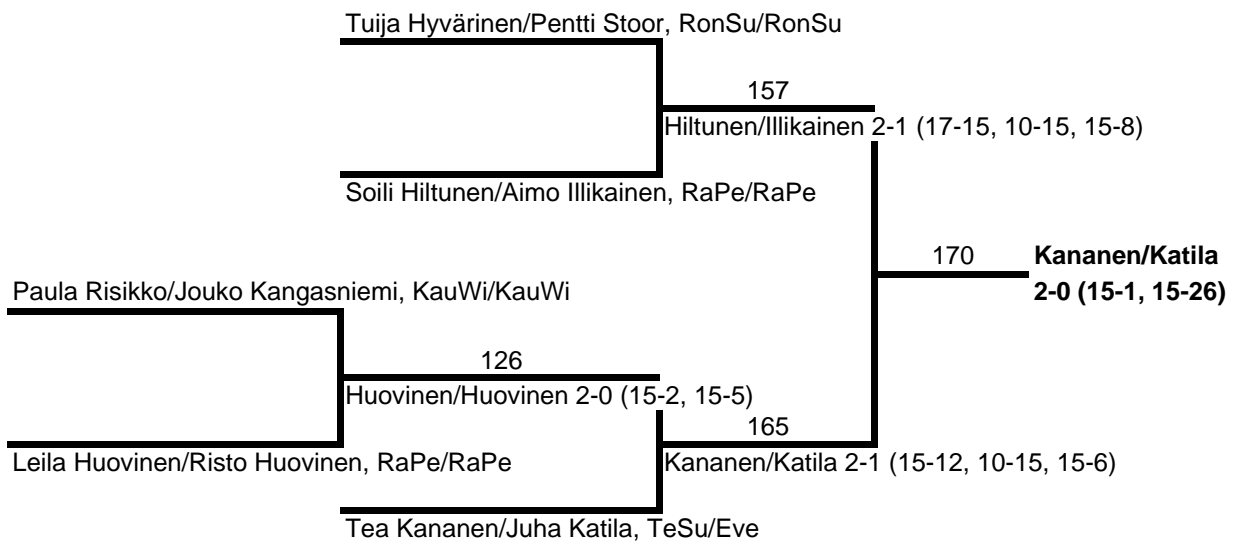 Tuija Hyvärinen/Pentti Stoor, RonSu/RonSu
157
Hiltunen/Illikainen 2-1 (17-15, 10-15, 15-8)
Soili Hiltunen/Aimo Illikainen, RaPe/RaPe
170
Kananen/Katila
2-0 (15-1, 15-26)
Paula Risikko/Jouko Kangasniemi, KauWi/KauWi
126
Huovinen/Huovinen 2-0 (15-2, 15-5)
165
Leila Huovinen/Risto Huovinen, RaPe/RaPe
Kananen/Katila 2-1 (15-12, 10-15, 15-6)
Tea Kananen/Juha Katila, TeSu/Eve